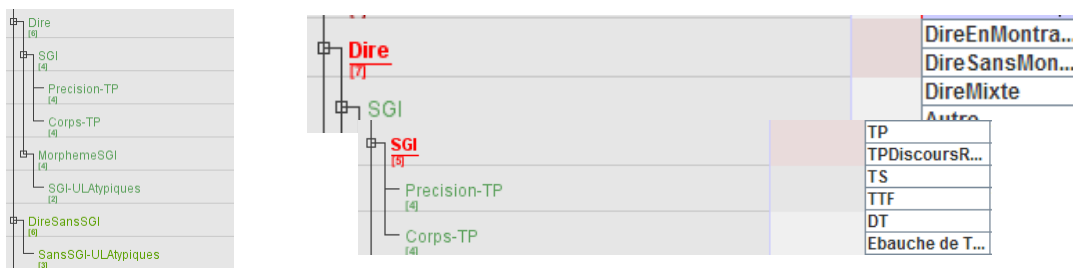 Dire
[6]
SGI
[4]
Precision-TP
[4]
Corps-TP
[4]
MorphemeSGI
[4]
SGI-ULAtypiques
[2]
DireSansSGI
[6]
SansSGI-ULAtypiques
[3]
Dire
[7]
SGI
DireEnMontra...
DireSansMon...
DireMixte
Autre
SGI
[5]
Precision-TP
[4]
Corps-TP
[4]
TP
TPDiscoursR...
TS
TTF
DT
Ebauche de T...